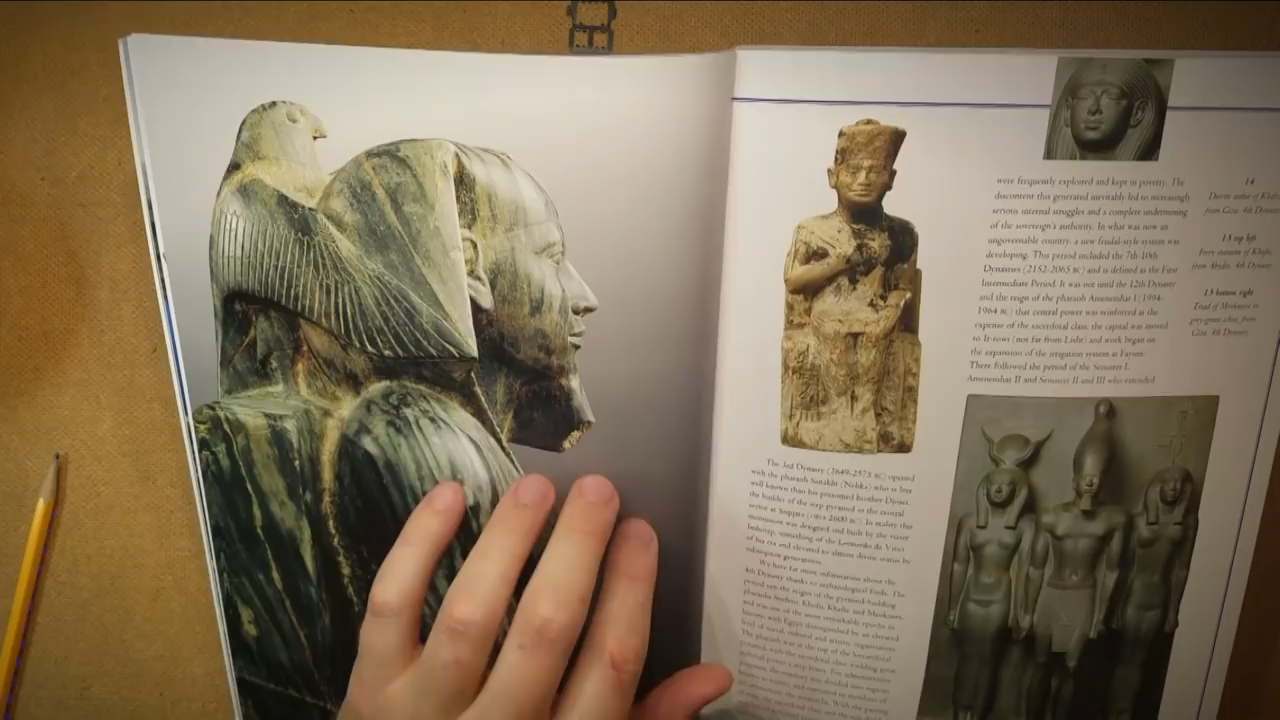 were frequently exploited and kept in poverty. The
discontent this generated inevitably led to increasingly
serious internal struggles and a complete undermining
of the sovereign's authority. In what was now an
ungovernable country, a new feudal-style system was
developing. This period included the 7th-10th
Dynasties (2152-2065 BC) and is defined as the First
Intermediate Period. It was not until the 12th Dynasty
and the reign of the pharaoh Amenemhat I (1994-
1964 BC) that central power was reinforced at the
expense of the sacerdotal class, the capital was moved
to It-towy (not far from Lisht) and work began on
the expansion of the irrigation system at Fayum.
There followed the period of the Senusret I,
Amenemhat II and Senusret II and III who extended
14
statue of
from Giza. 4th
13 top left
Ivory statuette of Khufu,
from Abydos. 4th Dynasty
13 bottom right
Triad of Menkaure in
grey-green schist, from
Giza. 4th Dynasty.
The 3rd Dynasty (2649-2575 BC) opened
with the pharaoh Sanakht (Nebka) who is less
well known than his presumed brother Djoser,
the builder of the step pyramid in the central
sector at Saqqara (circa 2600 BC). In reality this
monument was designed and built by the vizier
Imhotep, something of the Leonardo da Vinci
of his era and elevated to almost divine status by
subsequent generations.
We have far more information about the
4th Dynasty thanks to archaeological finds. The
period saw the reigns of the pyramid-building
pharaohs Snefru, Khufu, Khafre and Menkaure,
and was one of the most remarkable epochs in
history, with Egypt distinguished by an elevated
level of social, cultural and artistic organisation.
The pharaoh was at the top of the hierarchical
pyramid, with the sacerdotal class wielding great